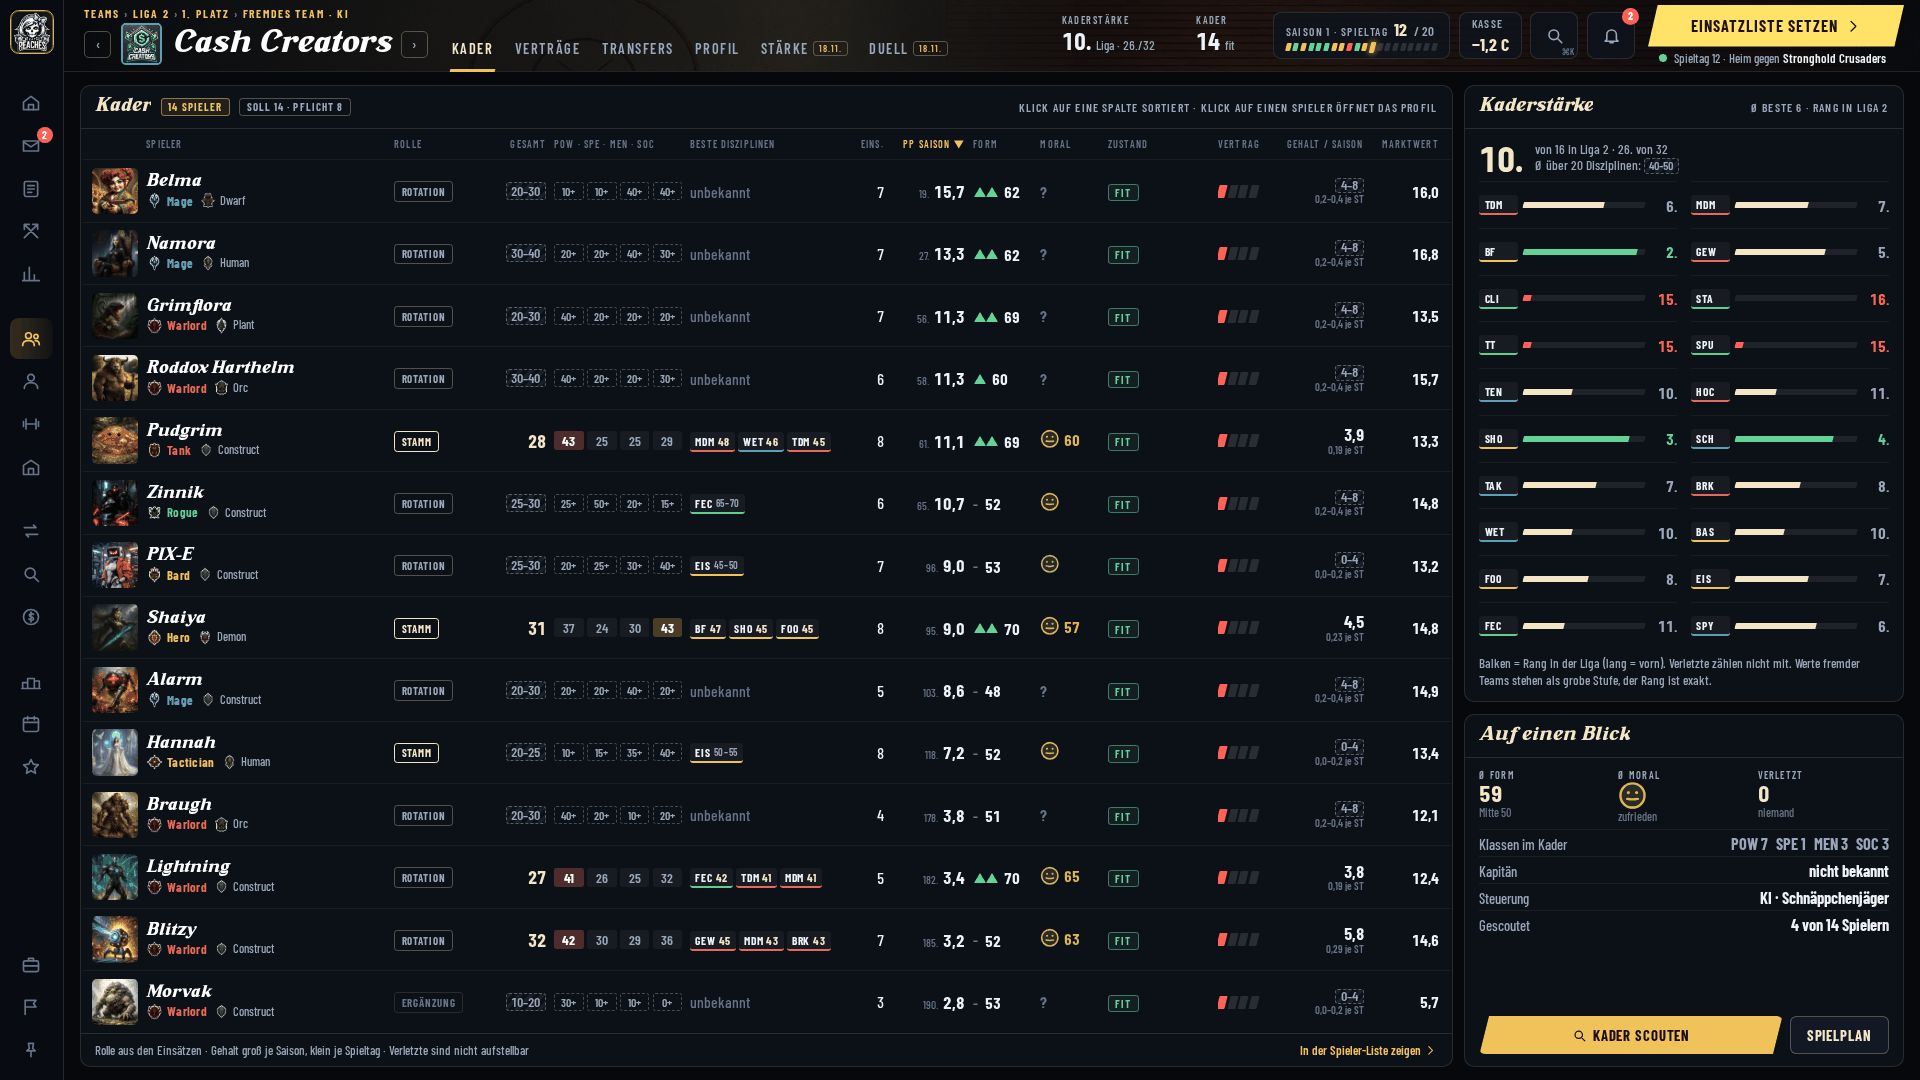 TEAMS › LIGA 2 › 1. PLATZ › FREMDES TEAM · KI
Cash Creators
KADER VERTRÄGE TRANSFERS PROFIL STÄRKE 18.11. DUELL 18.11.
KADERSTÄRKE
10. Liga · 26./32
KADER
14 fit
SAISON 1 · SPIELTAG 12 / 20
KASSE
−1,2 C
⌘K
2
EINSATZLISTE SETZEN
Spieltag 12 · Heim gegen Stronghold Crusaders
2
Kader 14 SPIELER SOLL 14 · PFLICHT 8
KLICK AUF EINE SPALTE SORTIERT · KLICK AUF EINEN SPIELER ÖFFNET DAS PROFIL
SPIELER ROLLE GESAMT POW · SPE · MEN · SOC BESTE DISZIPLINEN EINS. PP SAISON ▼ FORM MORAL ZUSTAND VERTRAG GEHALT / SAISON MARKTWERT
Belma
Mage Dwarf
ROTATION 20–30 10+ 10+ 40+ 40+ unbekannt 7 19. 15,7 ▲▲ 62 ? FIT 4–8 16,0
0,2–0,4 je ST
Namora
Mage Human
ROTATION 30–40 20+ 20+ 40+ 30+ unbekannt 7 27. 13,3 ▲▲ 62 ? FIT 4–8 16,8
0,2–0,4 je ST
Grimflora
Warlord Plant
ROTATION 20–30 40+ 20+ 20+ 20+ unbekannt 7 58. 11,3 ▲▲ 69 ? FIT 4–8 13,5
0,2–0,4 je ST
Roddox Harthelm
Warlord Orc
ROTATION 30–40 40+ 20+ 20+ 30+ unbekannt 6 58. 11,3 ▲ 60 ? FIT 4–8 15,7
0,2–0,4 je ST
Pudgrim
Tank Construct
STAMM 28 43 25 25 29 MDM 48 WET 46 TDM 45 8 61. 11,1 ▲▲ 69 60 FIT 3,9 13,3
0,19 je ST
Zinnik
Rogue Construct
ROTATION 25–30 25+ 50+ 20+ 15+ FEC 65–70 6 65. 10,7 - 52 FIT 4–8 14,8
0,2–0,4 je ST
PIX-E
Bard Construct
ROTATION 25–30 20+ 25+ 30+ 40+ EIS 45–50 7 96. 9,0 - 53 FIT 0–4 13,2
0,0–0,2 je ST
Shaiya
Hero Demon
STAMM 31 37 24 30 43 BF 47 SHO 45 FOO 45 8 95. 9,0 ▲▲ 70 57 FIT 4,5 14,8
0,23 je ST
Alarm
Mage Construct
ROTATION 20–30 20+ 20+ 40+ 20+ unbekannt 5 103. 8,6 - 48 ? FIT 4–8 14,9
0,2–0,4 je ST
Hannah
Tactician Human
STAMM 20–25 10+ 15+ 35+ 40+ EIS 50–55 8 118. 7,2 - 52 FIT 0–4 13,4
0,0–0,2 je ST
Braugh
Warlord Orc
ROTATION 20–30 40+ 20+ 10+ 20+ unbekannt 4 178. 3,8 - 51 ? FIT 4–8 12,1
0,2–0,4 je ST
Lightning
Warlord Construct
ROTATION 27 41 26 25 32 FEC 42 TDM 41 MDM 41 5 182. 3,4 ▲▲ 70 65 FIT 3,8 12,4
0,19 je ST
Blitzy
Warlord Construct
ROTATION 32 42 30 29 36 GEW 45 MDM 43 BRK 43 7 185. 3,2 - 52 63 FIT 5,8 14,6
0,29 je ST
Morvak
Warlord Construct
ERGÄNZUNG 10–20 30+ 10+ 10+ 0+ unbekannt 3 190. 2,8 - 53 ? FIT 0–4 5,7
0,0–0,2 je ST
Rolle aus den Einsätzen · Gehalt groß je Saison, klein je Spieltag · Verletzte sind nicht aufstellbar
In der Spieler-Liste zeigen
Kaderstärke Ø BESTE 6 · RANG IN LIGA 2
10. von 16 in Liga 2 · 26. von 32
Ø über 20 Disziplinen: 40–50
TDM 6. MDM 7.
BF 2. GEW 5.
CLI 15. STA 16.
TT 15. SPU 15.
TEN 10. HOC 11.
SHO 3. SCH 4.
TAK 7. BRK 8.
WET 10. BAS 10.
FOO 8. EIS 7.
FEC 11. SPY 6.
Balken = Rang in der Liga (lang = vorn). Verletzte zählen nicht mit. Werte fremder
Teams stehen als grobe Stufe, der Rang ist exakt.
Auf einen Blick
Ø FORM Ø MORAL VERLETZT
59 0
Mitte 50 zufrieden niemand
Klassen im Kader POW 7 SPE 1 MEN 3 SOC 3
Kapitän nicht bekannt
Steuerung KI · Schnäppchenjäger
Gescoutet 4 von 14 Spielern
KADER SCOUTEN SPIELPLAN